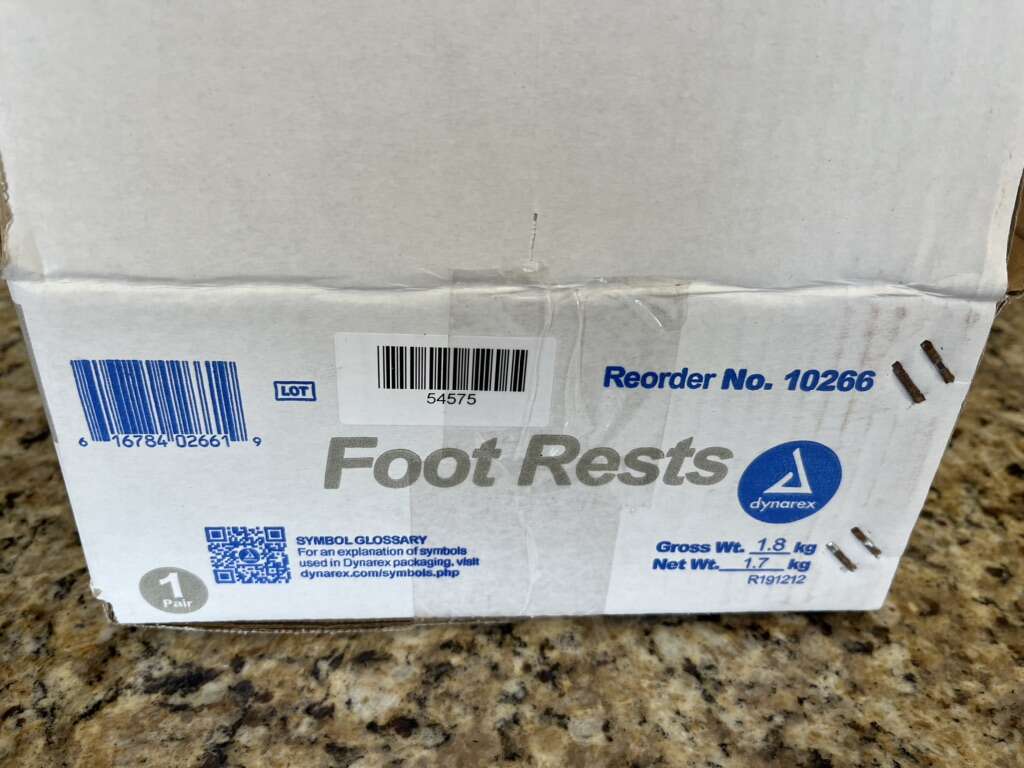 54575
Reorder No. 10266
LOT
6 16784 02661 9
Foot Rests
dynarex
SYMBOL GLOSSARY
For an explanation of symbols
used in Dynarex packaging, visit
dynarex.com/symbols.php
Gross Wt. 1.8 kg
Net Wt. 1.7 kg
R191212
1
Pair